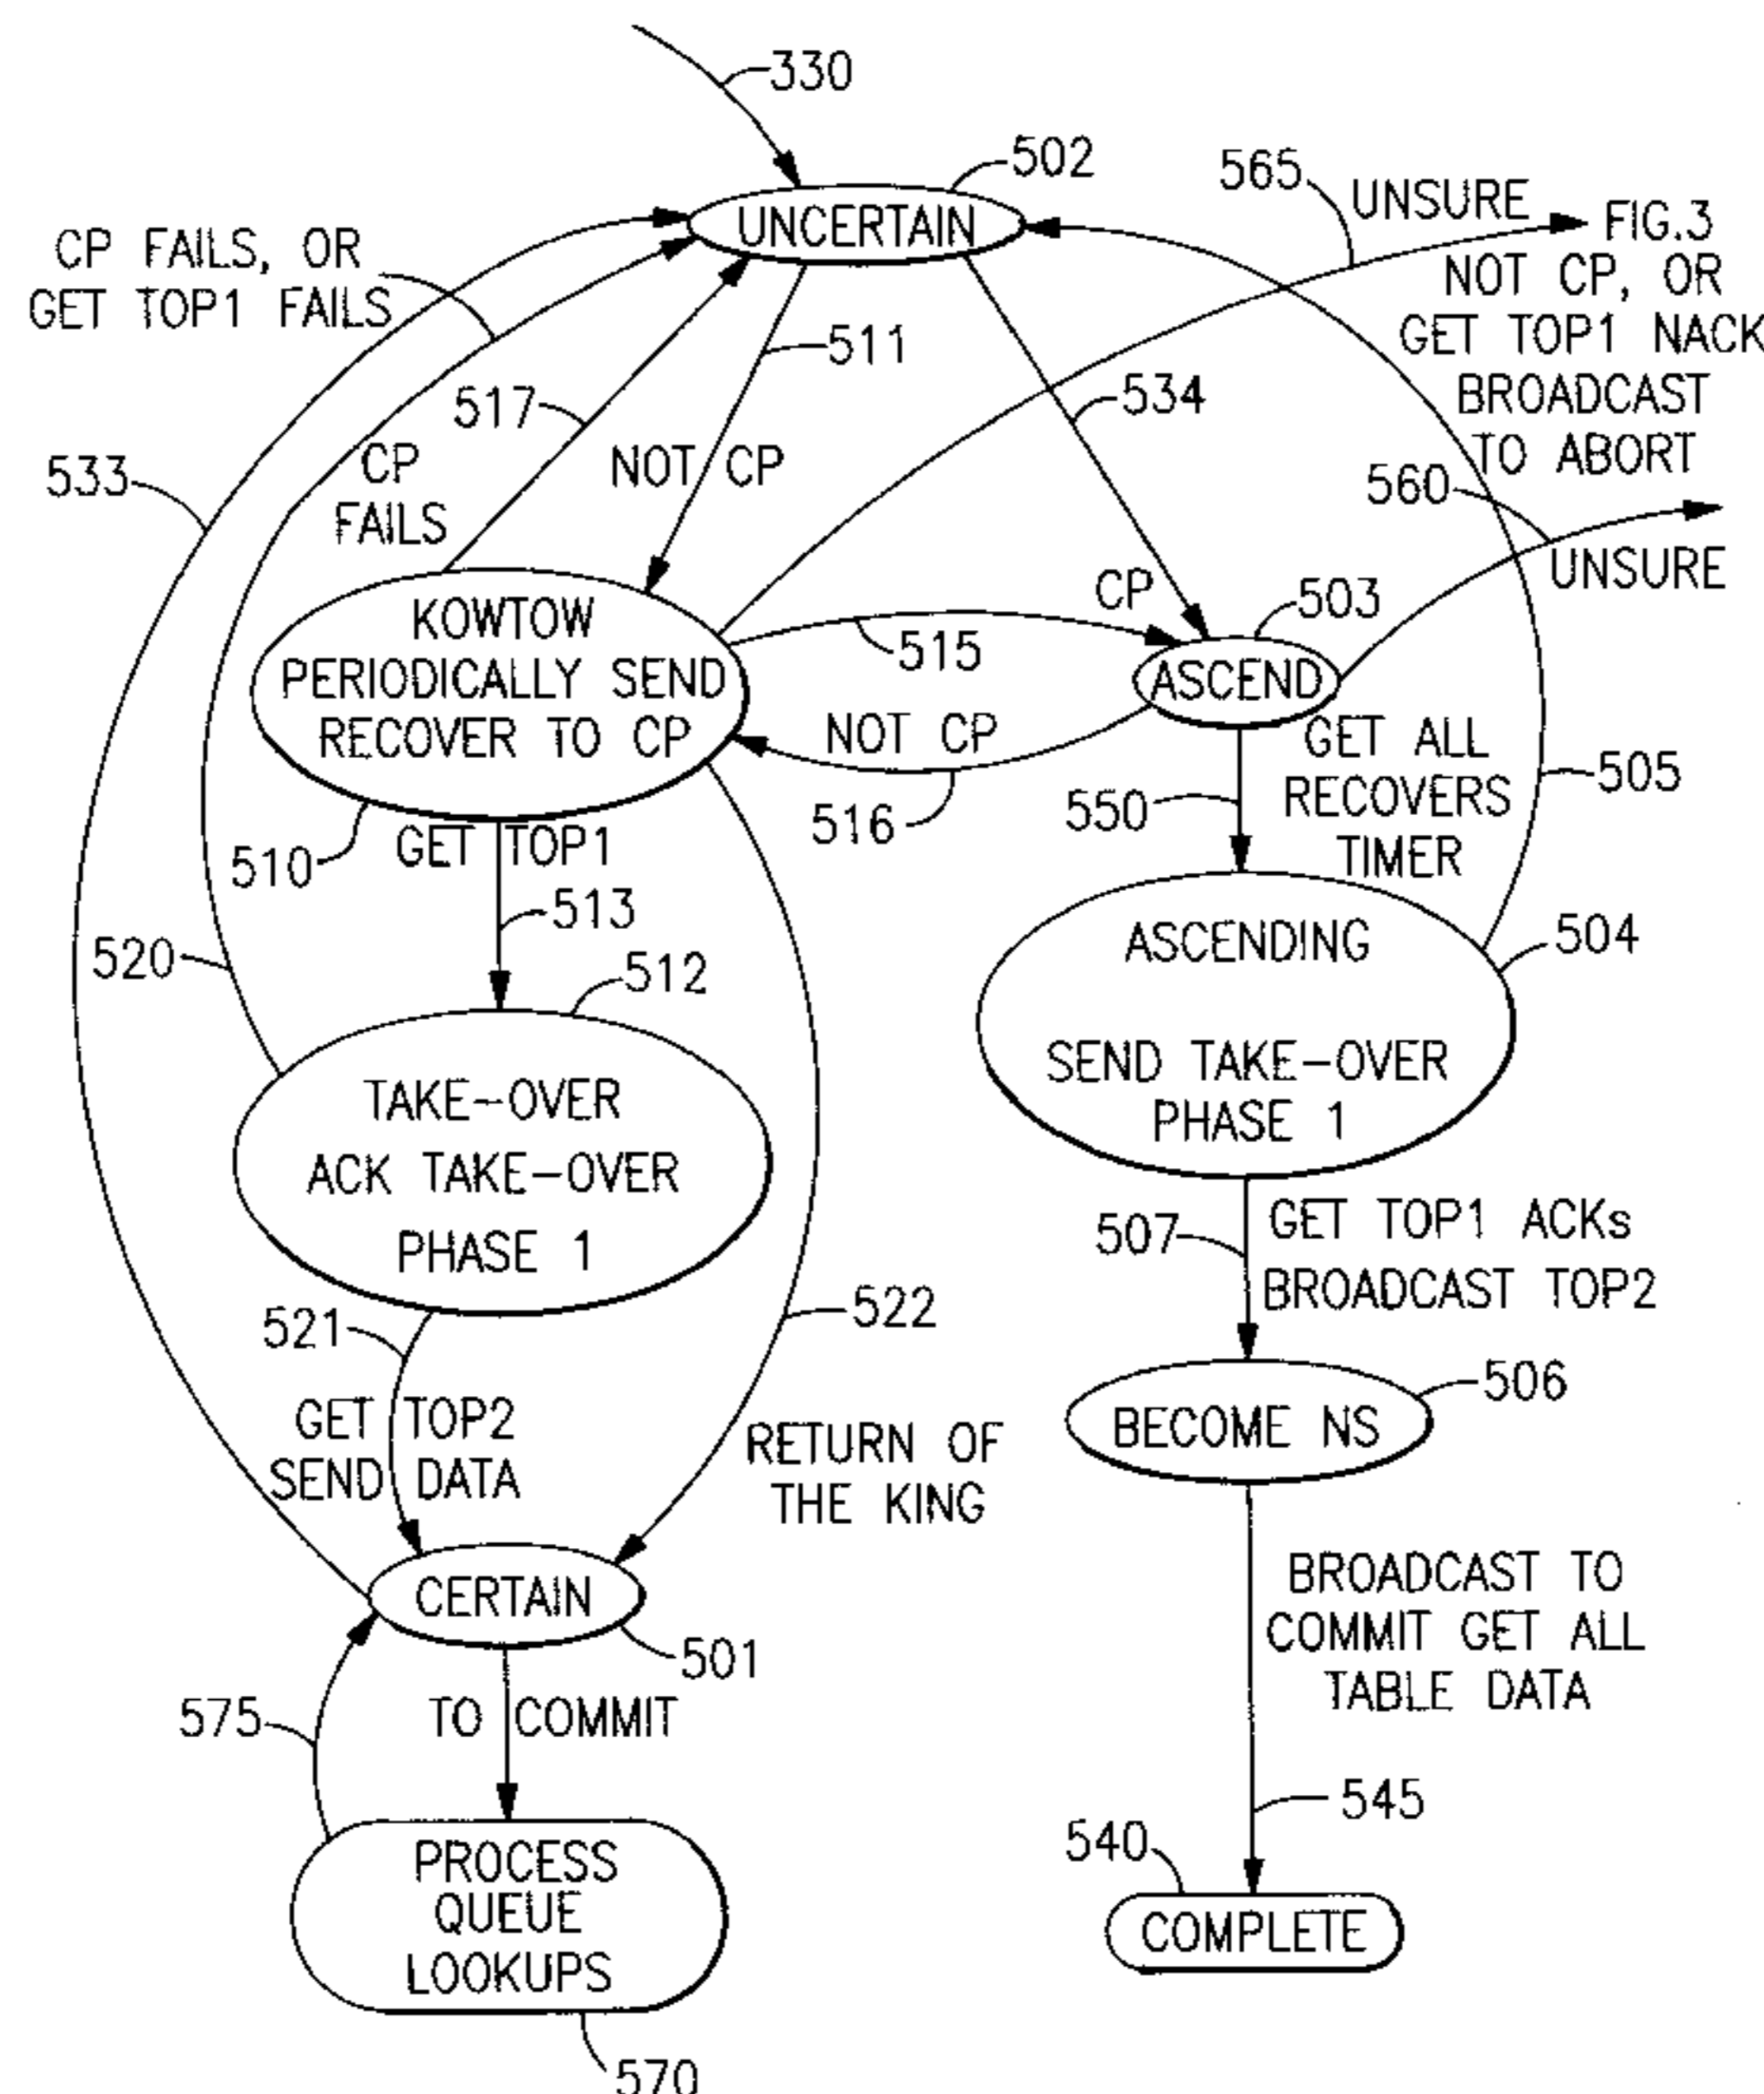 330
502
UNCERTAIN
565
UNSURE
FIG.3
NOT CP, OR
GET TOP1 NACK
BROADCAST
TO ABORT
CP FAILS, OR
GET TOP1 FAILS
511
534
517
NOT CP
CP
FAILS
533
560
UNSURE
KOWTOW
PERIODICALLY SEND
RECOVER TO CP
CP
503
515
ASCEND
NOT CP
516
GET ALL
RECOVERS
TIMER
550
505
510
GET TOP1
513
520
512
ASCENDING
SEND TAKE-OVER
PHASE 1
504
TAKE-OVER
ACK TAKE-OVER
PHASE 1
507
GET TOP1 ACKs
BROADCAST TOP2
521
522
506
BECOME NS
GET TOP2
SEND DATA
RETURN OF
THE KING
CERTAIN
501
BROADCAST TO
COMMIT GET ALL
TABLE DATA
575
TO COMMIT
545
540
COMPLETE
PROCESS
QUEUE
LOOKUPS
570